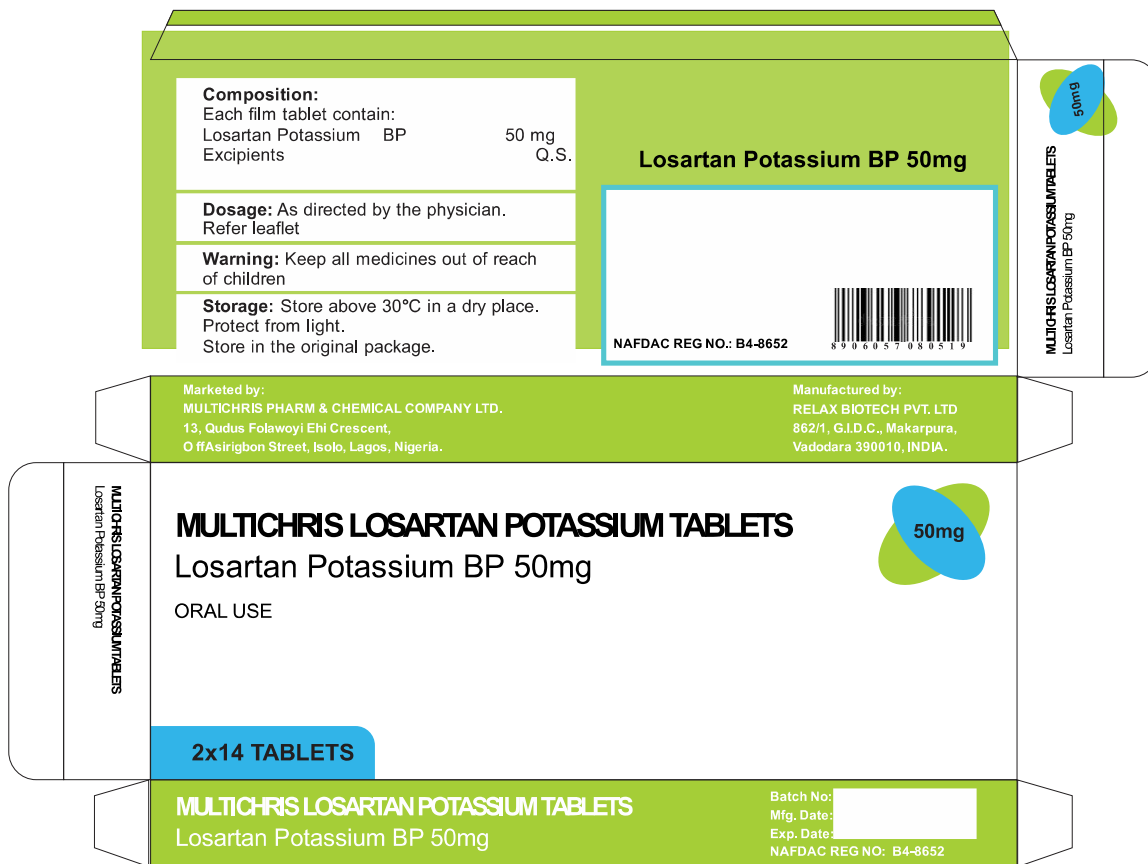 Composition:
Each film tablet contain:
Losartan Potassium BP 50 mg
Excipients Q.S.
Dosage: As directed by the physician.
Refer leaflet
Warning: Keep all medicines out of reach
of children
Storage: Store above 30°C in a dry place.
Protect from light.
Store in the original package.
Losartan Potassium BP 50mg
NAFDAC REG NO.: B4-8652
8906057080519
50mg
MULTICHRIS LOSARTAN POTASSIUM TABLETS
Losartan Potassium BP 50mg
Marketed by:
MULTICHRIS PHARM & CHEMICAL COMPANY LTD.
13, Qudus Folawoyi Ehi Crescent,
O ffAsirigbon Street, Isolo, Lagos, Nigeria.
Manufactured by:
RELAX BIOTECH PVT. LTD
862/1, G.I.D.C., Makarpura,
Vadodara 390010, INDIA.
MULTICHRIS LOSARTAN POTASSIUM TABLETS
Losartan Potassium BP 50mg
MULTICHRIS LOSARTAN POTASSIUM TABLETS
Losartan Potassium BP 50mg
ORAL USE
50mg
2x14 TABLETS
MULTICHRIS LOSARTAN POTASSIUM TABLETS
Losartan Potassium BP 50mg
Batch No:
Mfg. Date:
Exp. Date:
NAFDAC REG NO: B4-8652